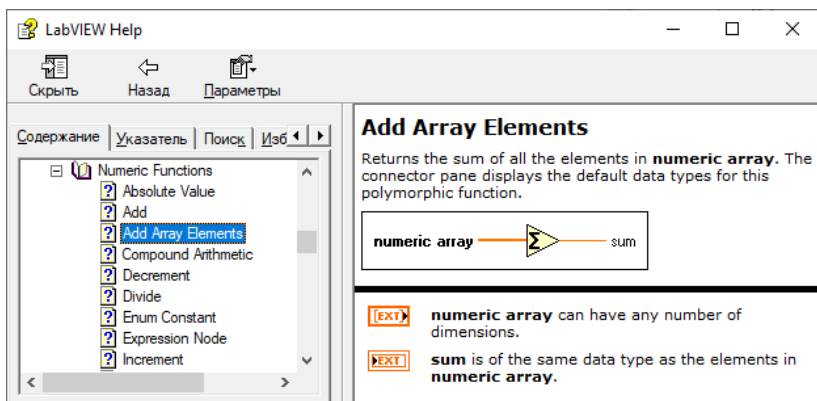 LabVIEW Help
Скрыть Назад Параметры
Содержание Указатель Поиск Изб
Numeric Functions
Absolute Value
Add
Add Array Elements
Compound Arithmetic
Decrement
Divide
Enum Constant
Expression Node
Increment
Add Array Elements
Returns the sum of all the elements in numeric array. The
connector pane displays the default data types for this
polymorphic function.
numeric array Σ sum
[EXT] numeric array can have any number of
dimensions.
EXT sum is of the same data type as the elements in
numeric array.